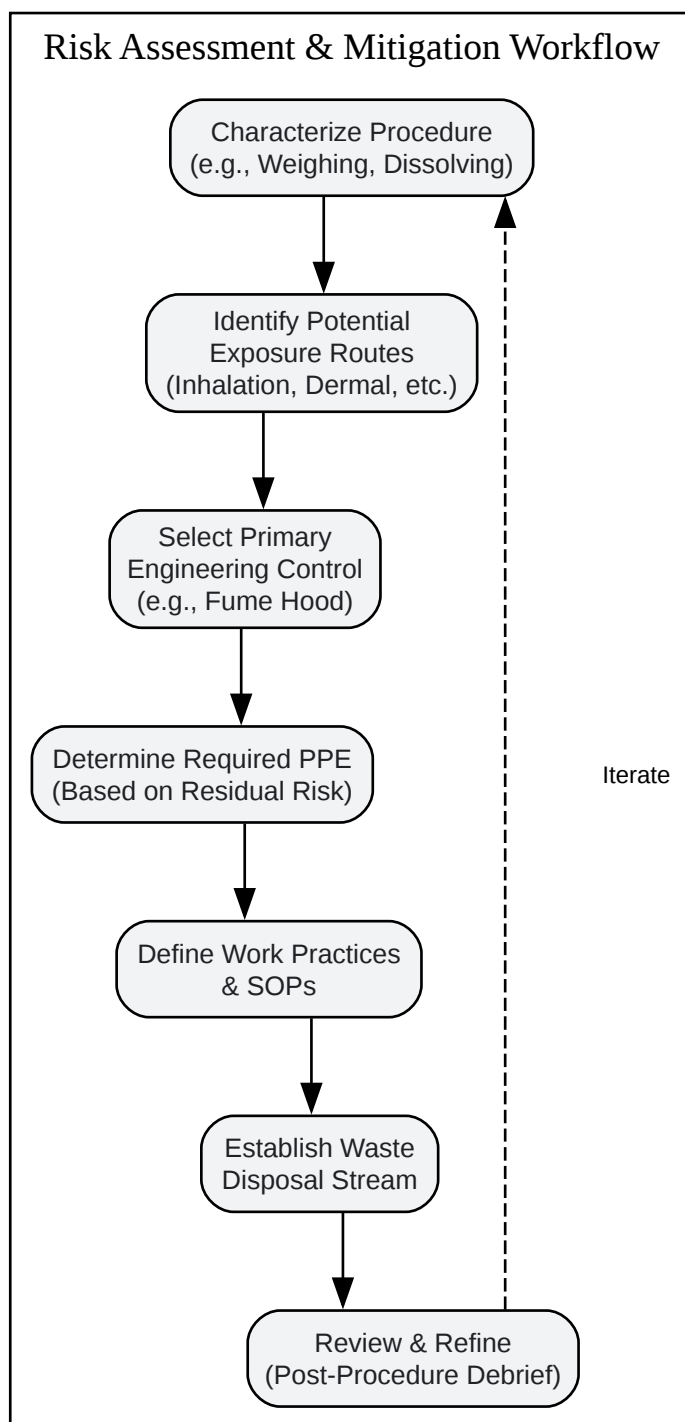 Risk Assessment & Mitigation Workflow
Characterize Procedure
(e.g., Weighing, Dissolving)
Identify Potential
Exposure Routes
(Inhalation, Dermal, etc.)
Select Primary
Engineering Control
(e.g., Fume Hood)
Determine Required PPE
(Based on Residual Risk)
Iterate
Define Work Practices
& SOPs
Establish Waste
Disposal Stream
Review & Refine
(Post-Procedure Debrief)